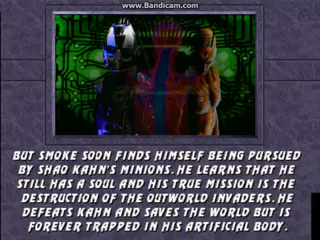 www.Bandicam.com
BUT SMOKE SOON FINDS HIMSELF BEING PURSUED
BY SHAO KAHN'S MINIONS. HE LEARNS THAT HE
STILL HAS A SOUL AND HIS TRUE MISSION IS THE
DESTRUCTION OF THE OUTWORLD INVADERS. HE
DEFEATS KAHN AND SAVES THE WORLD BUT IS
FOREVER TRAPPED IN HIS ARTIFICIAL BODY.